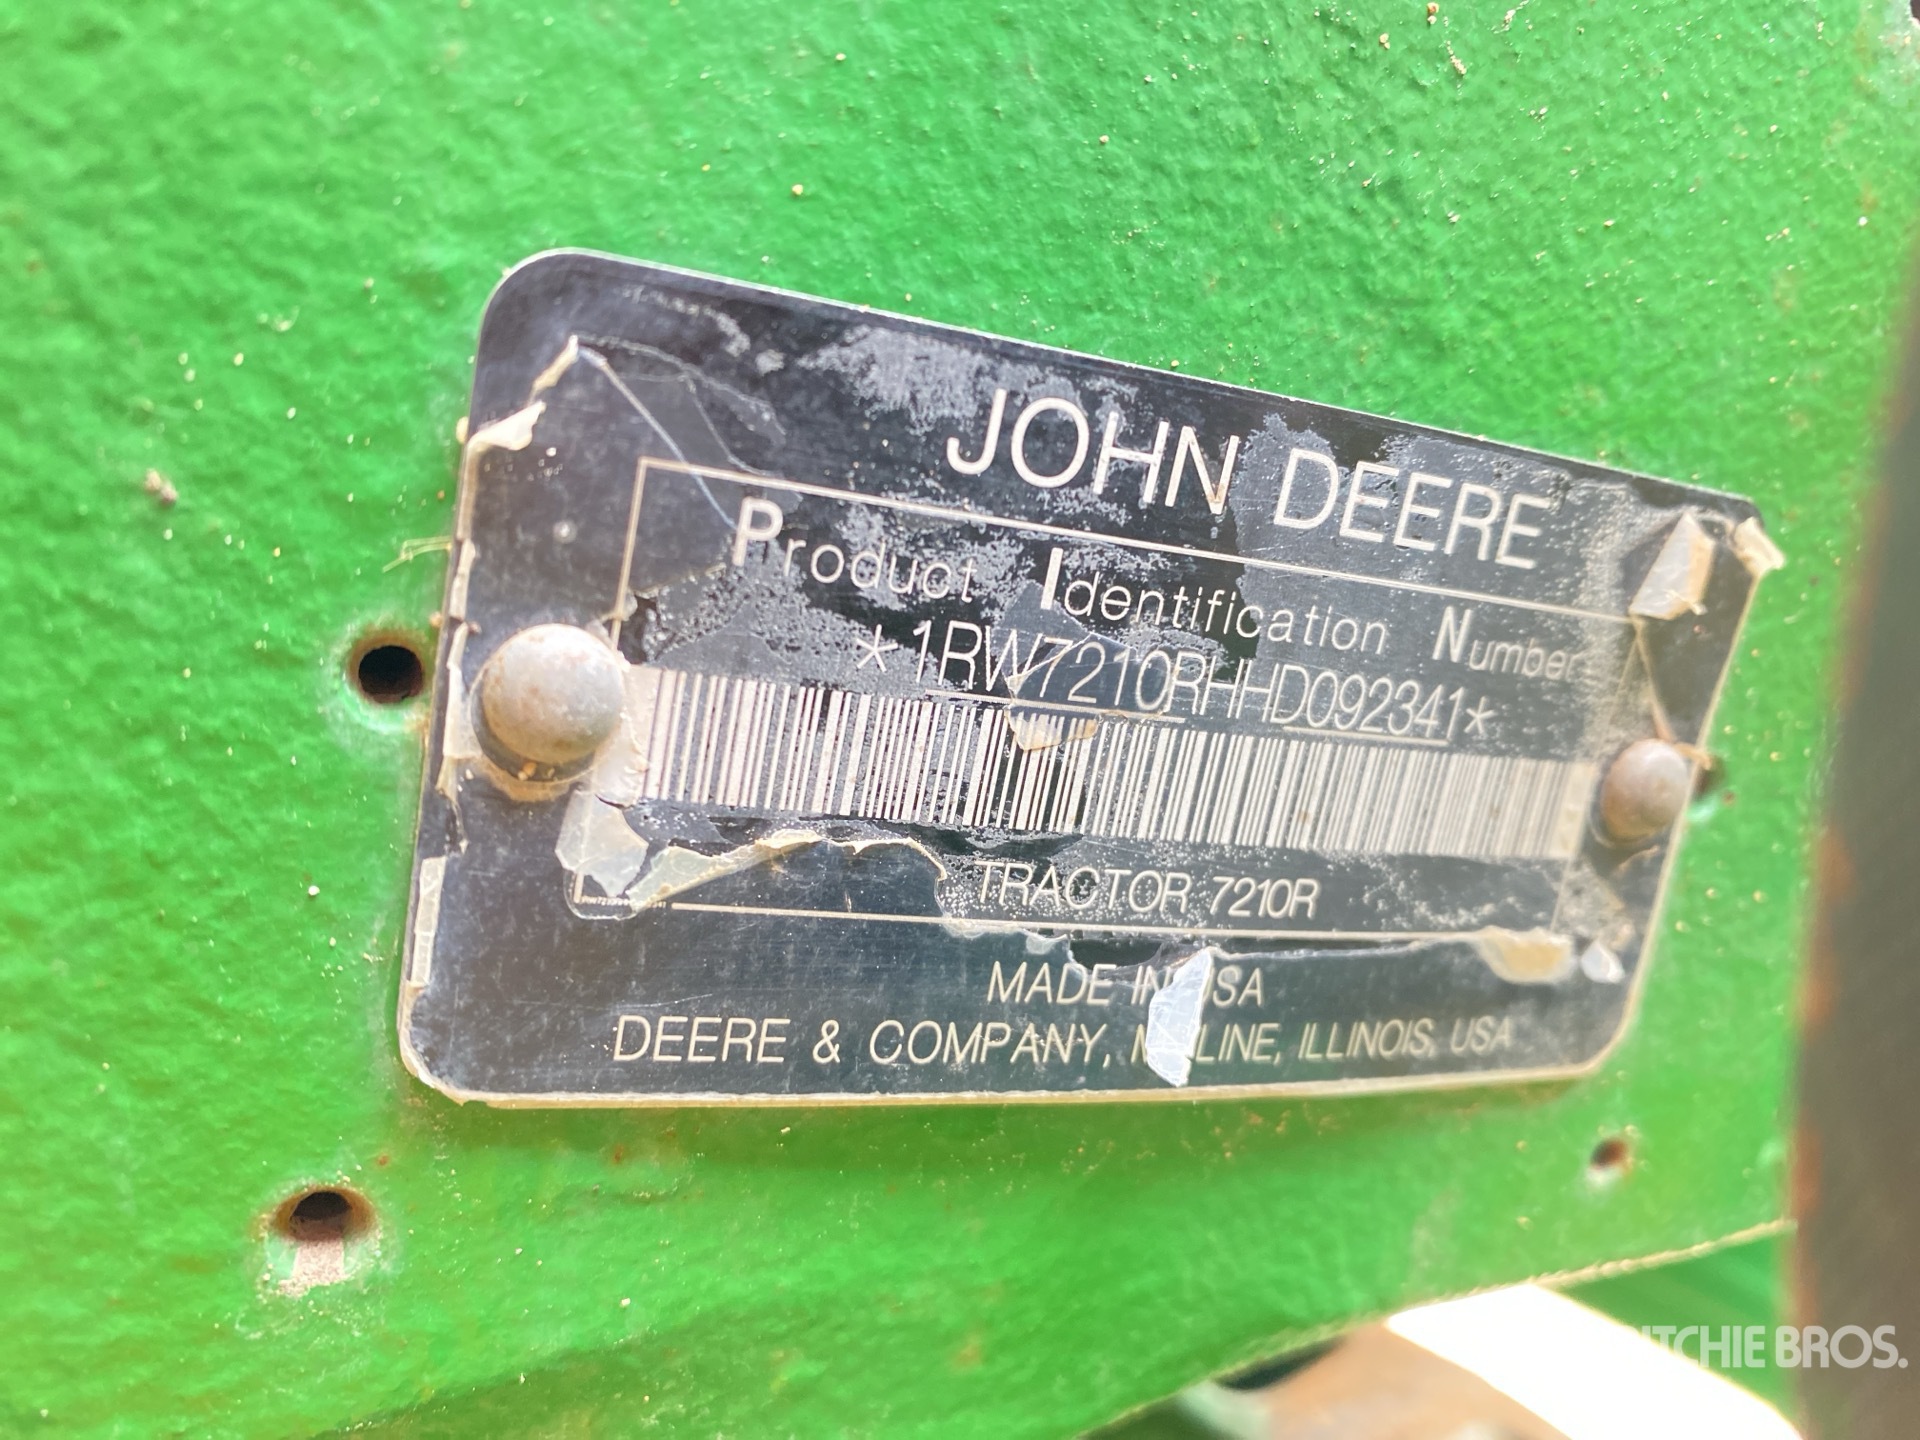 JOHN DEERE
Product Identification Number
*1RW7210RHHD092341*
TRACTOR 7210R
MADE IN USA
DEERE & COMPANY, MOLINE, ILLINOIS, USA
RITCHIE BROS.